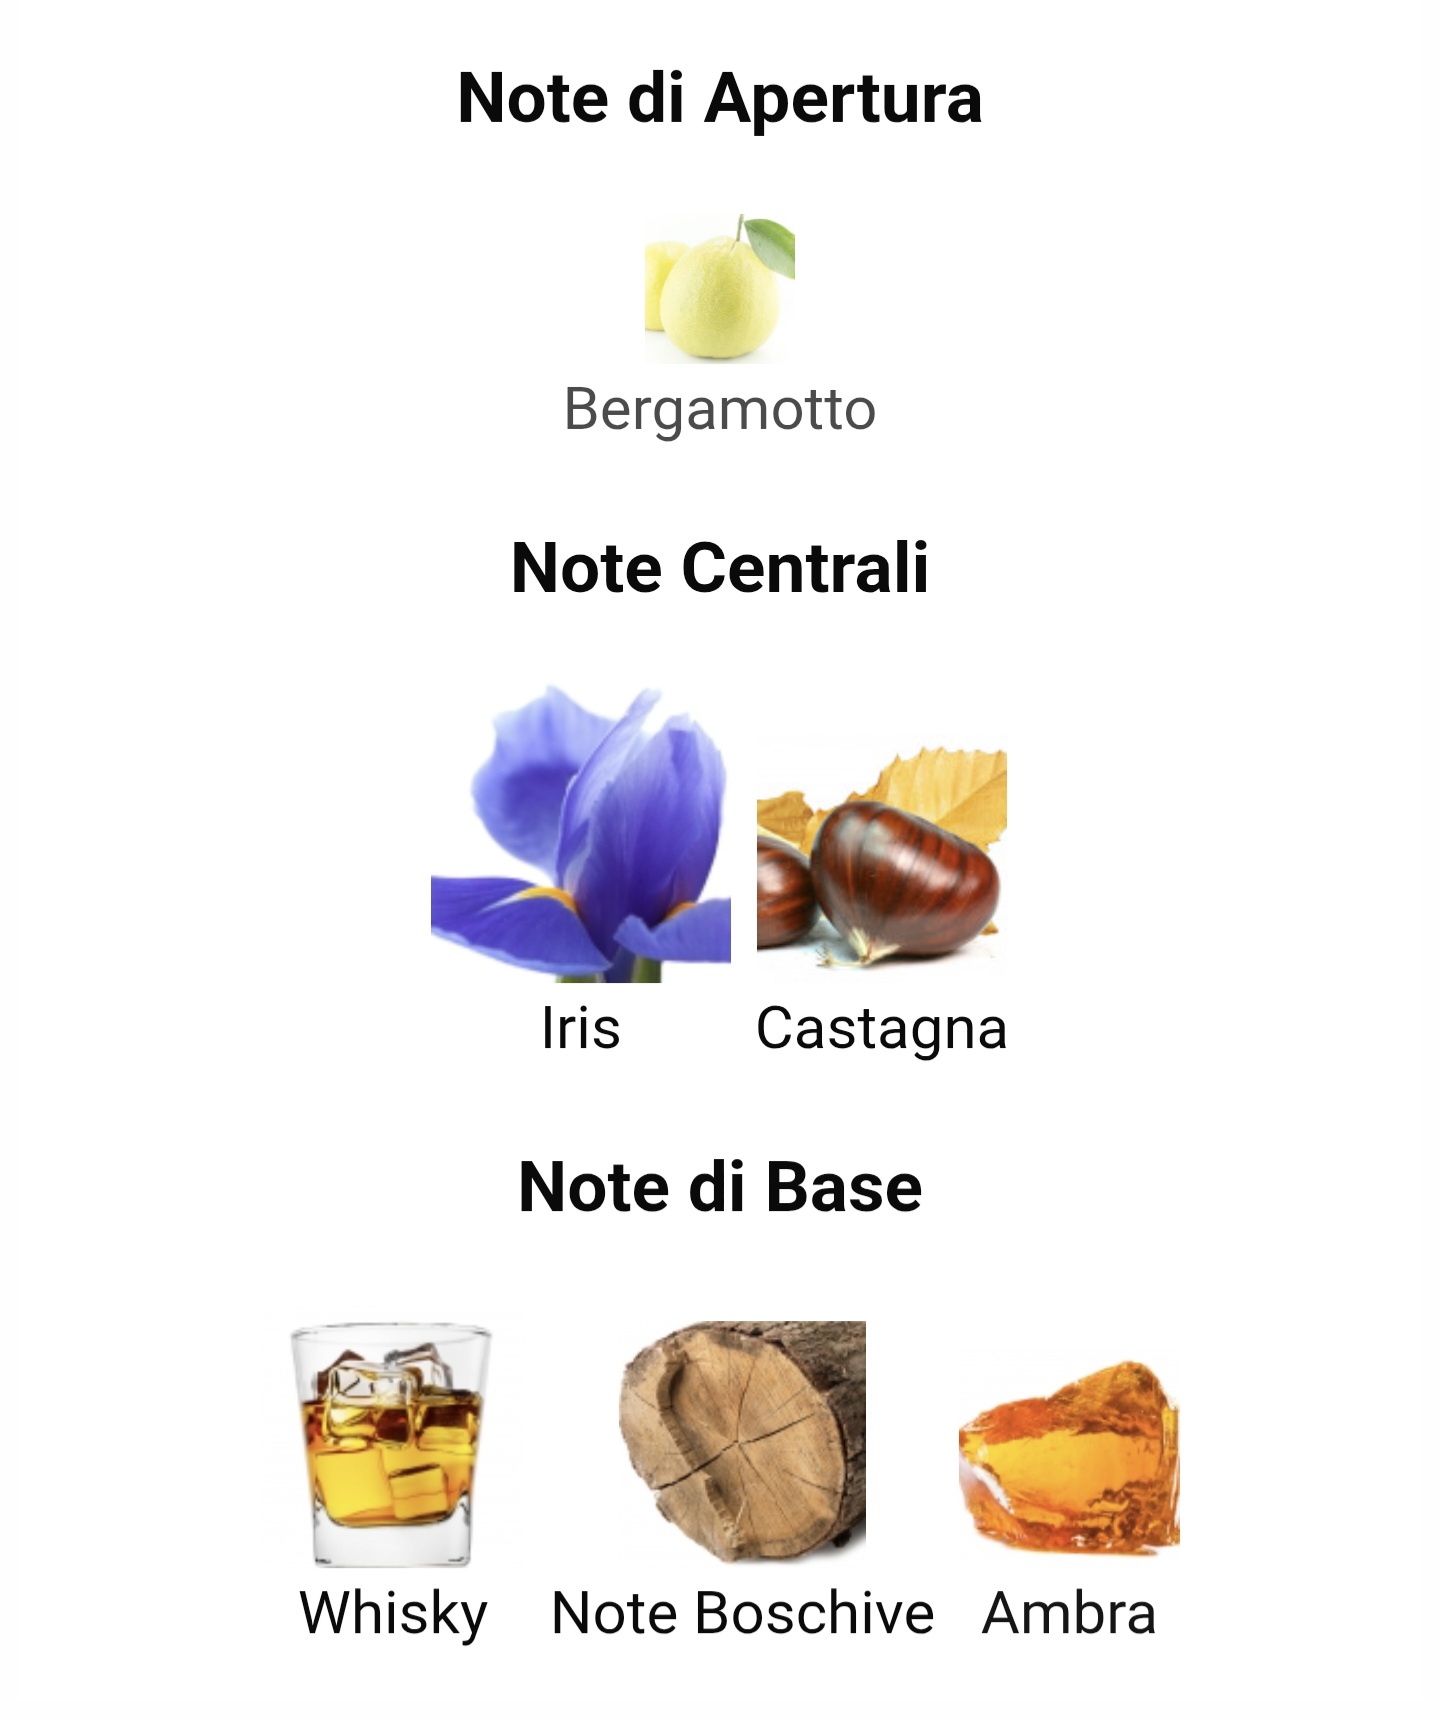 Note di Apertura
Bergamotto
Note Centrali
Iris Castagna
Note di Base
Whisky Note Boschive Ambra